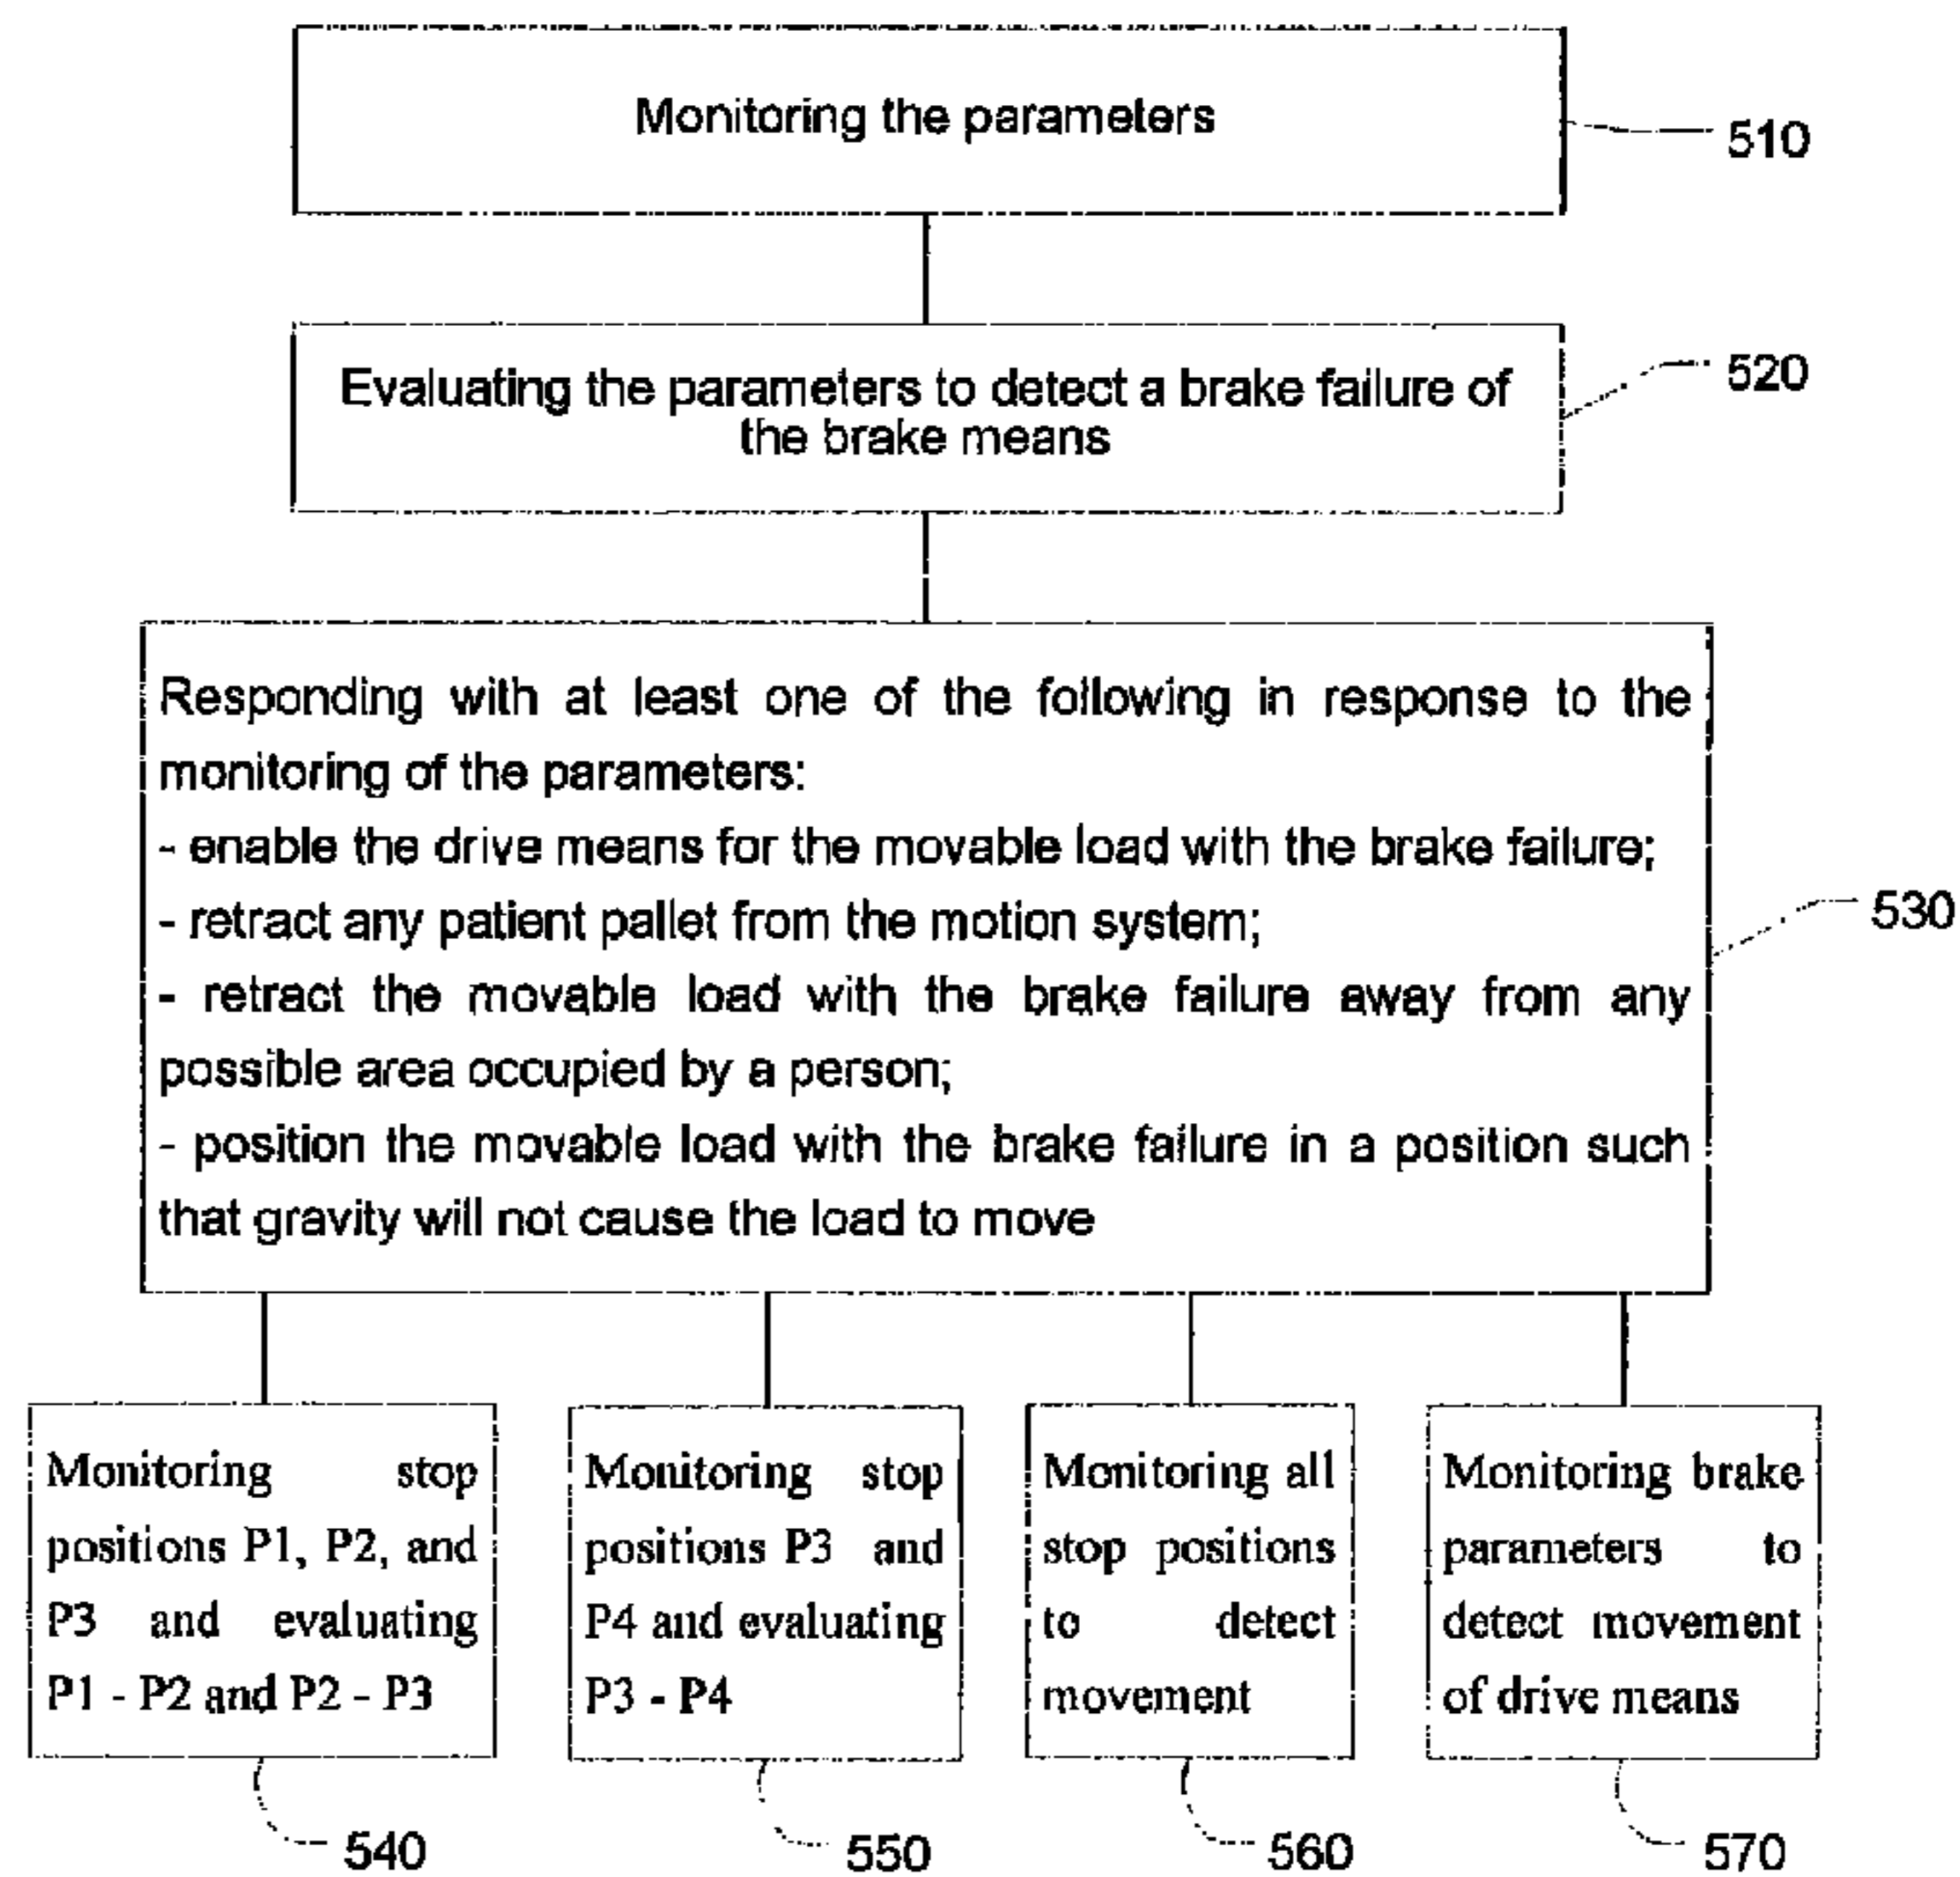 Monitoring the parameters
510
Evaluating the parameters to detect a brake failure of
the brake means
520
Responding with at least one of the following in response to the
monitoring of the parameters:
- enable the drive means for the movable load with the brake failure;
- retract any patient pallet from the motion system;
- retract the movable load with the brake failure away from any
possible area occupied by a person;
- position the movable load with the brake failure in a position such
that gravity will not cause the load to move
530
Monitoring stop
positions P1, P2, and
P3 and evaluating
P1 - P2 and P2 - P3
540
Monitoring stop
positions P3 and
P4 and evaluating
P3 - P4
550
Monitoring all
stop positions
to detect
movement
560
Monitoring brake
parameters to
detect movement
of drive means
570